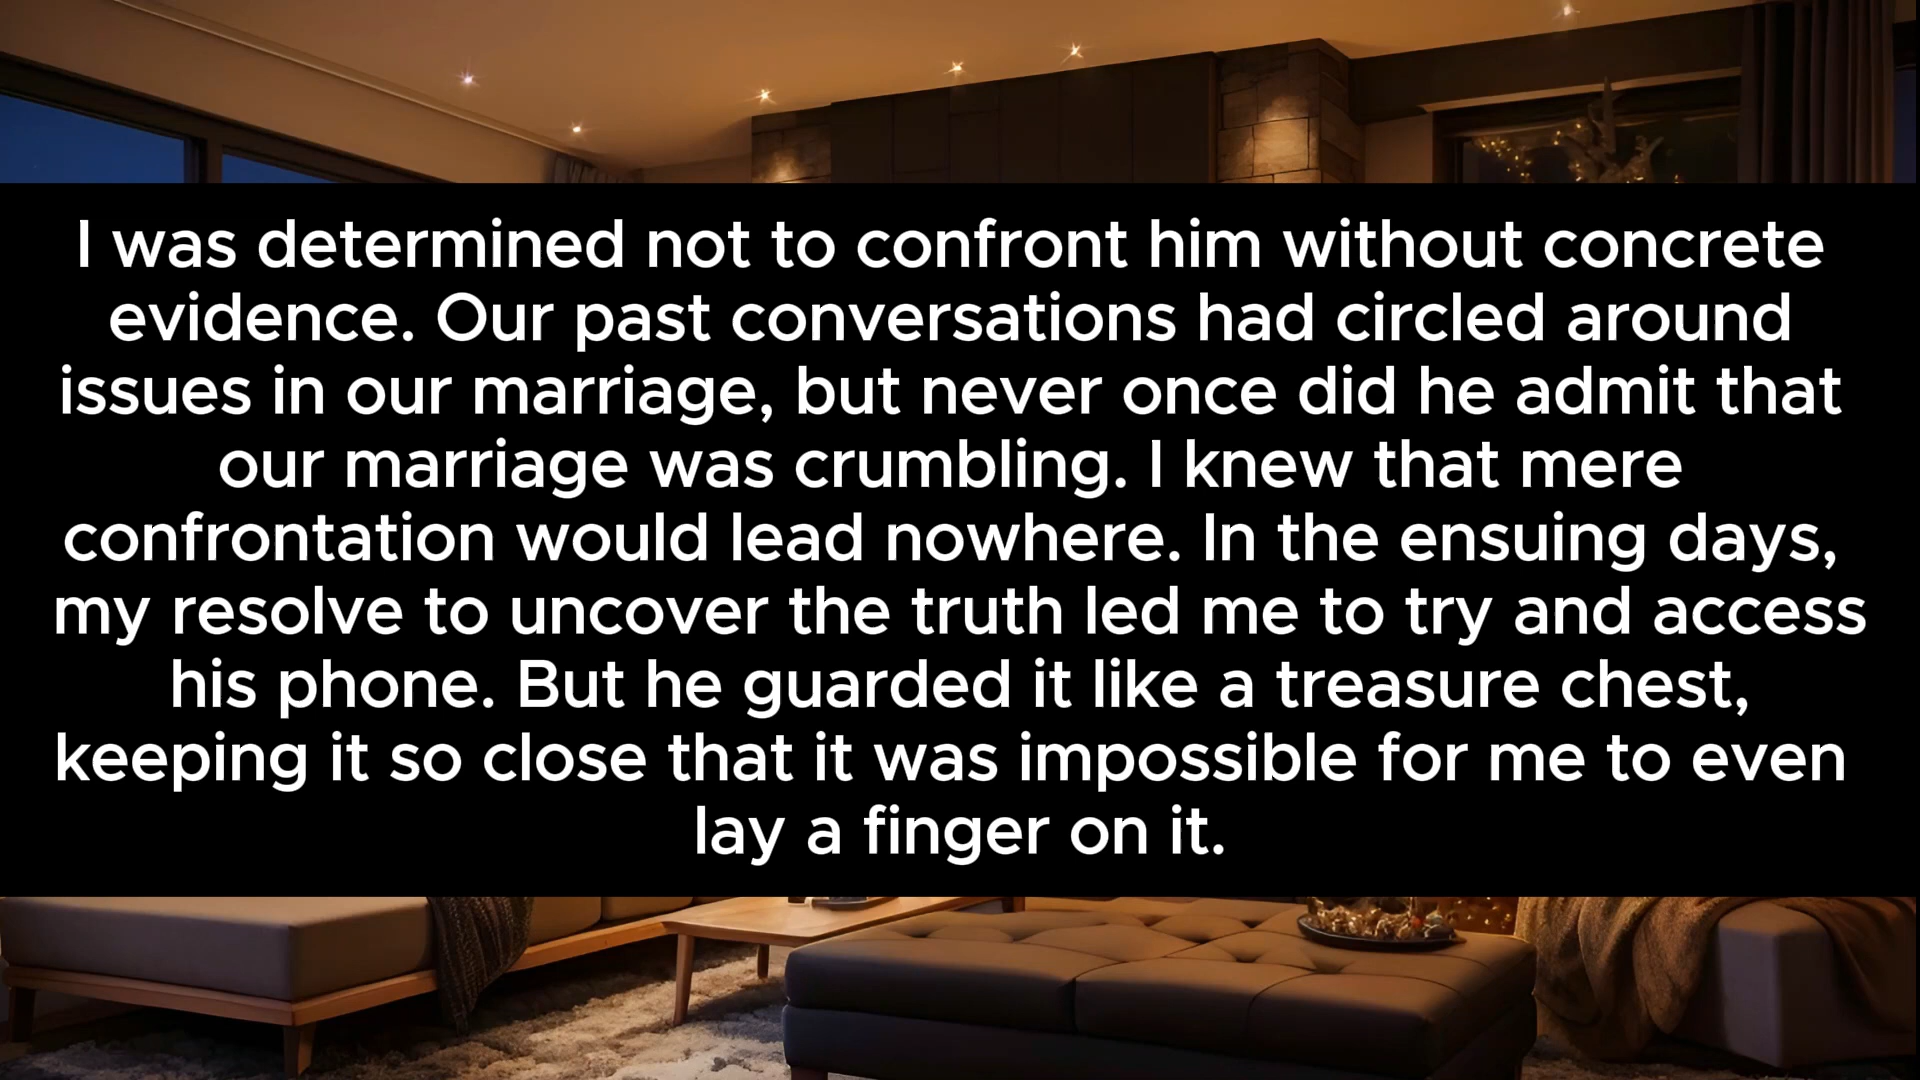 I was determined not to confront him without concrete
evidence. Our past conversations had circled around
issues in our marriage, but never once did he admit that
our marriage was crumbling. I knew that mere
confrontation would lead nowhere. In the ensuing days,
my resolve to uncover the truth led me to try and access
his phone. But he guarded it like a treasure chest,
keeping it so close that it was impossible for me to even
lay a finger on it.